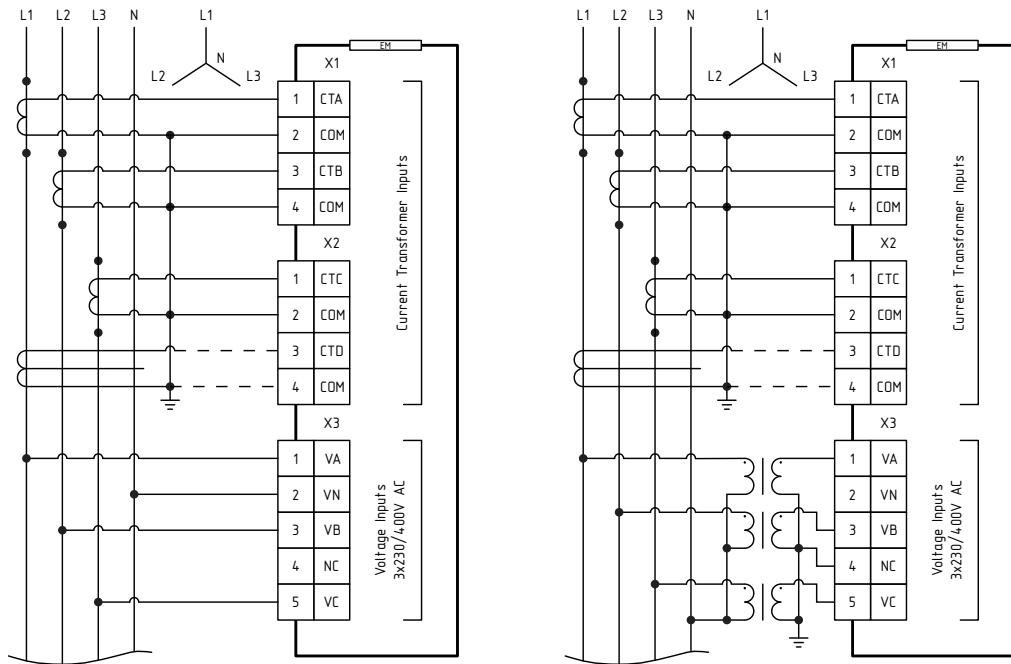 L1 L2 L3 N L1
EM
N
L2 L3
X1
1 CTA
2 COM
3 CTB
4 COM
X2
1 CTC
2 COM
3 CTD
4 COM
Current Transformer Inputs
X3
1 VA
2 VN
3 VB
4 NC
5 VC
Voltage Inputs
3x230/400V AC
L1 L2 L3 N L1
EM
N
L2 L3
X1
1 CTA
2 COM
3 CTB
4 COM
X2
1 CTC
2 COM
3 CTD
4 COM
Current Transformer Inputs
X3
1 VA
2 VN
3 VB
4 NC
5 VC
Voltage Inputs
3x230/400V AC